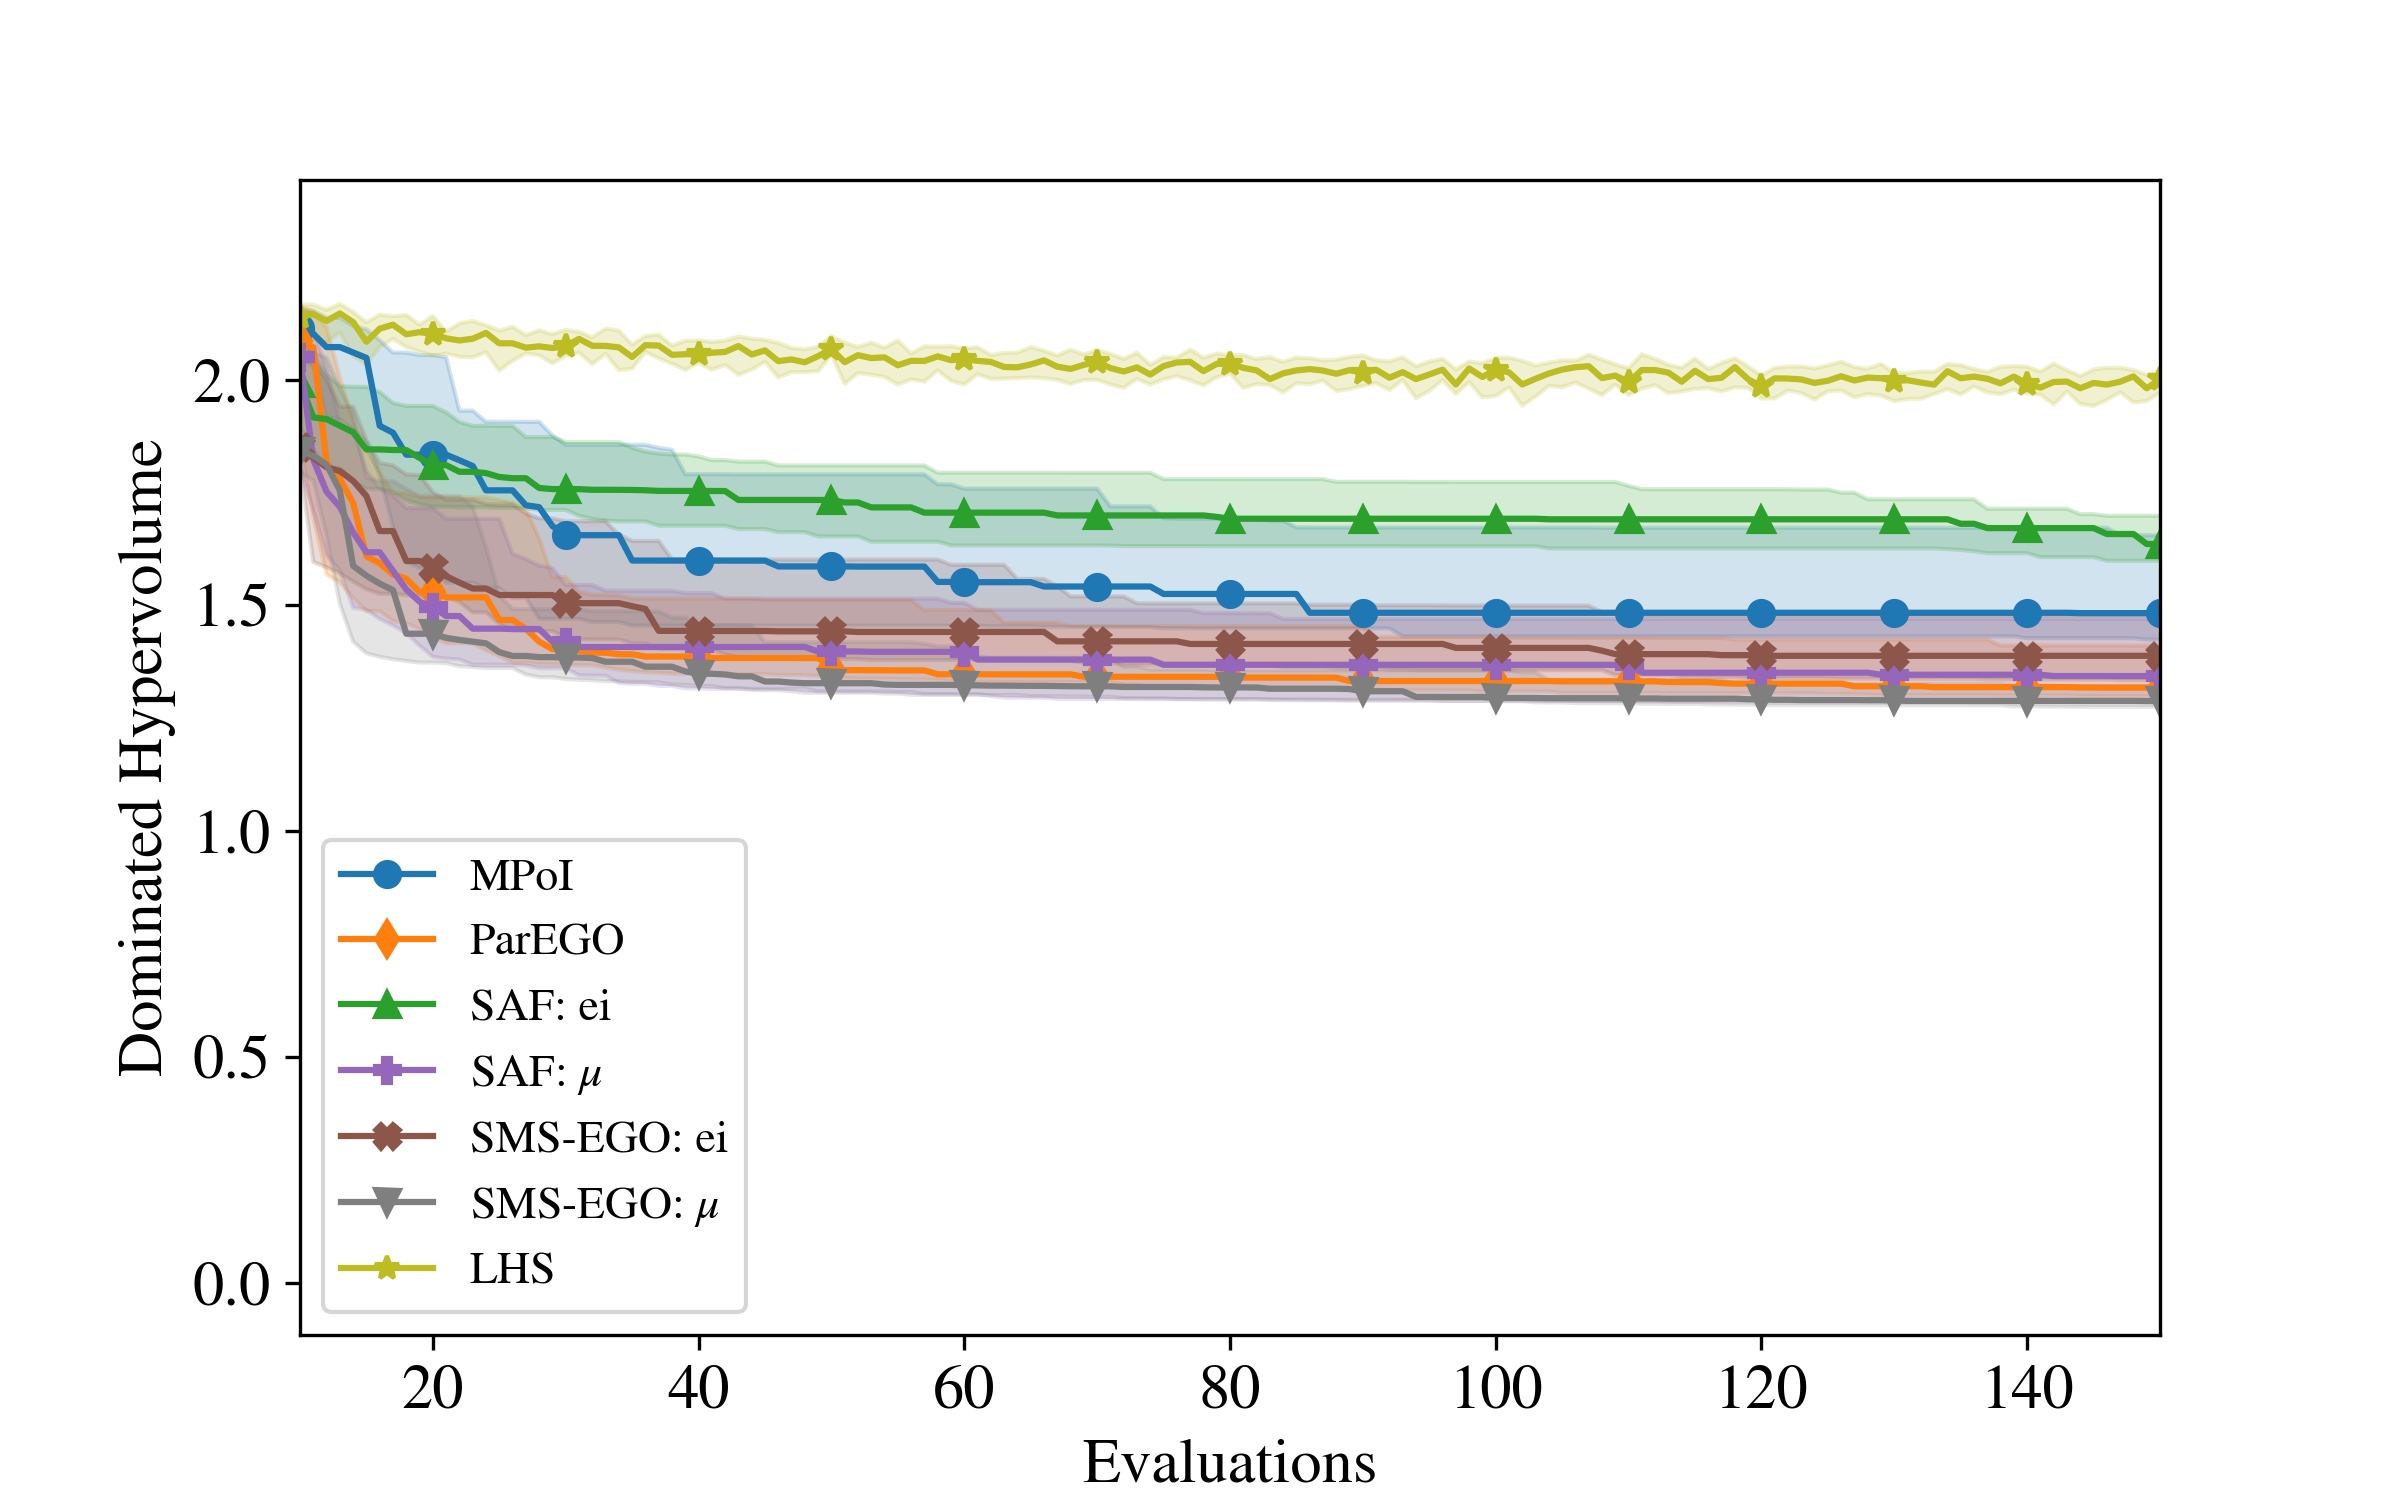 Dominated Hypervolume
2.0
1.5
1.0
0.5
0.0
MPoI
ParEGO
SAF: ei
SAF: μ
SMS-EGO: ei
SMS-EGO: μ
LHS
20 40 60 80 100 120 140
Evaluations